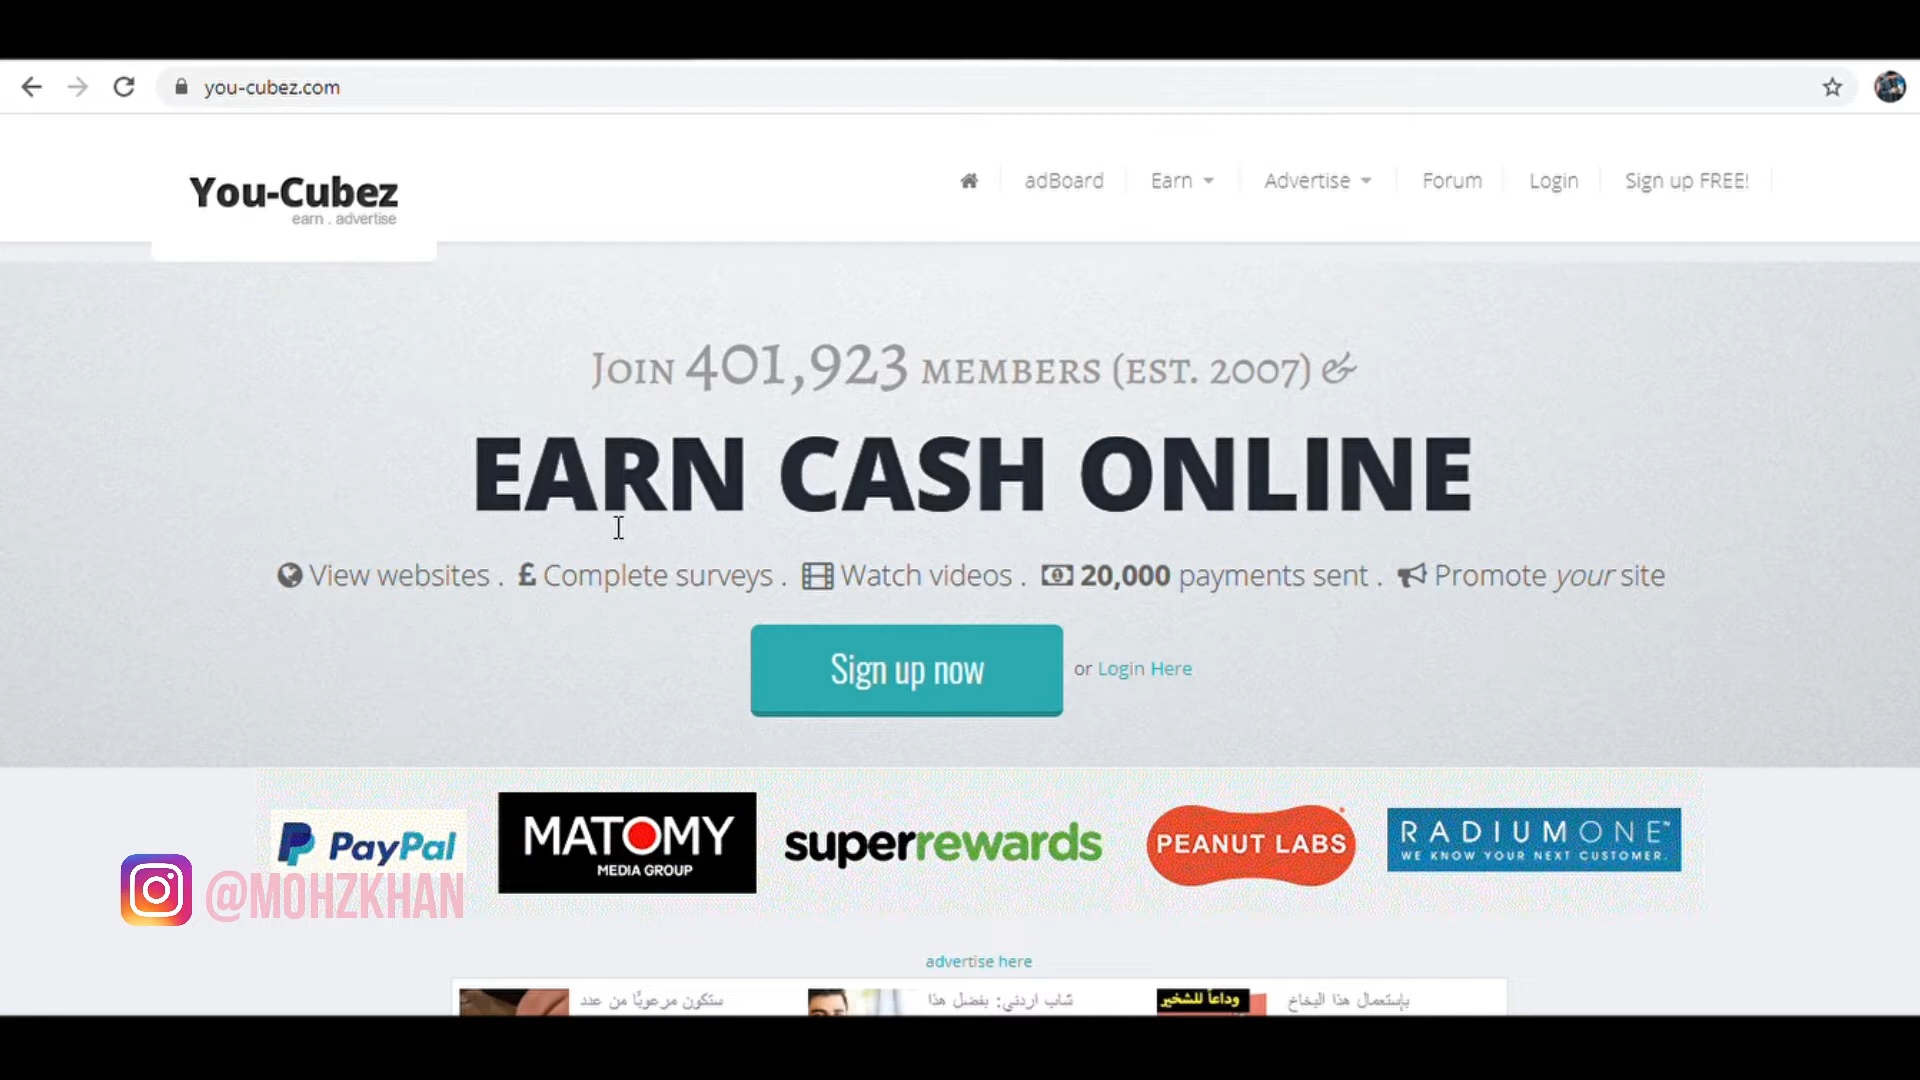 you-cubez.com
You-Cubez
earn . advertise
adBoard Earn Advertise Forum Login Sign up FREE!
JOIN 401,923 MEMBERS (EST. 2007) &
EARN CASH ONLINE
View websites . £ Complete surveys . Watch videos . 20,000 payments sent . Promote your site
Sign up now or Login Here
PayPal
MATOMY
MEDIA GROUP
superrewards
PEANUT LABS
RADIUMONE™
WE KNOW YOUR NEXT CUSTOMER.
@MOHZKHAN
advertise here
ستكون مرعوبًا من عدد
شاب اردني: بفضل هذا
وداعاً للشخير
بإستعمال هذا البخاخ